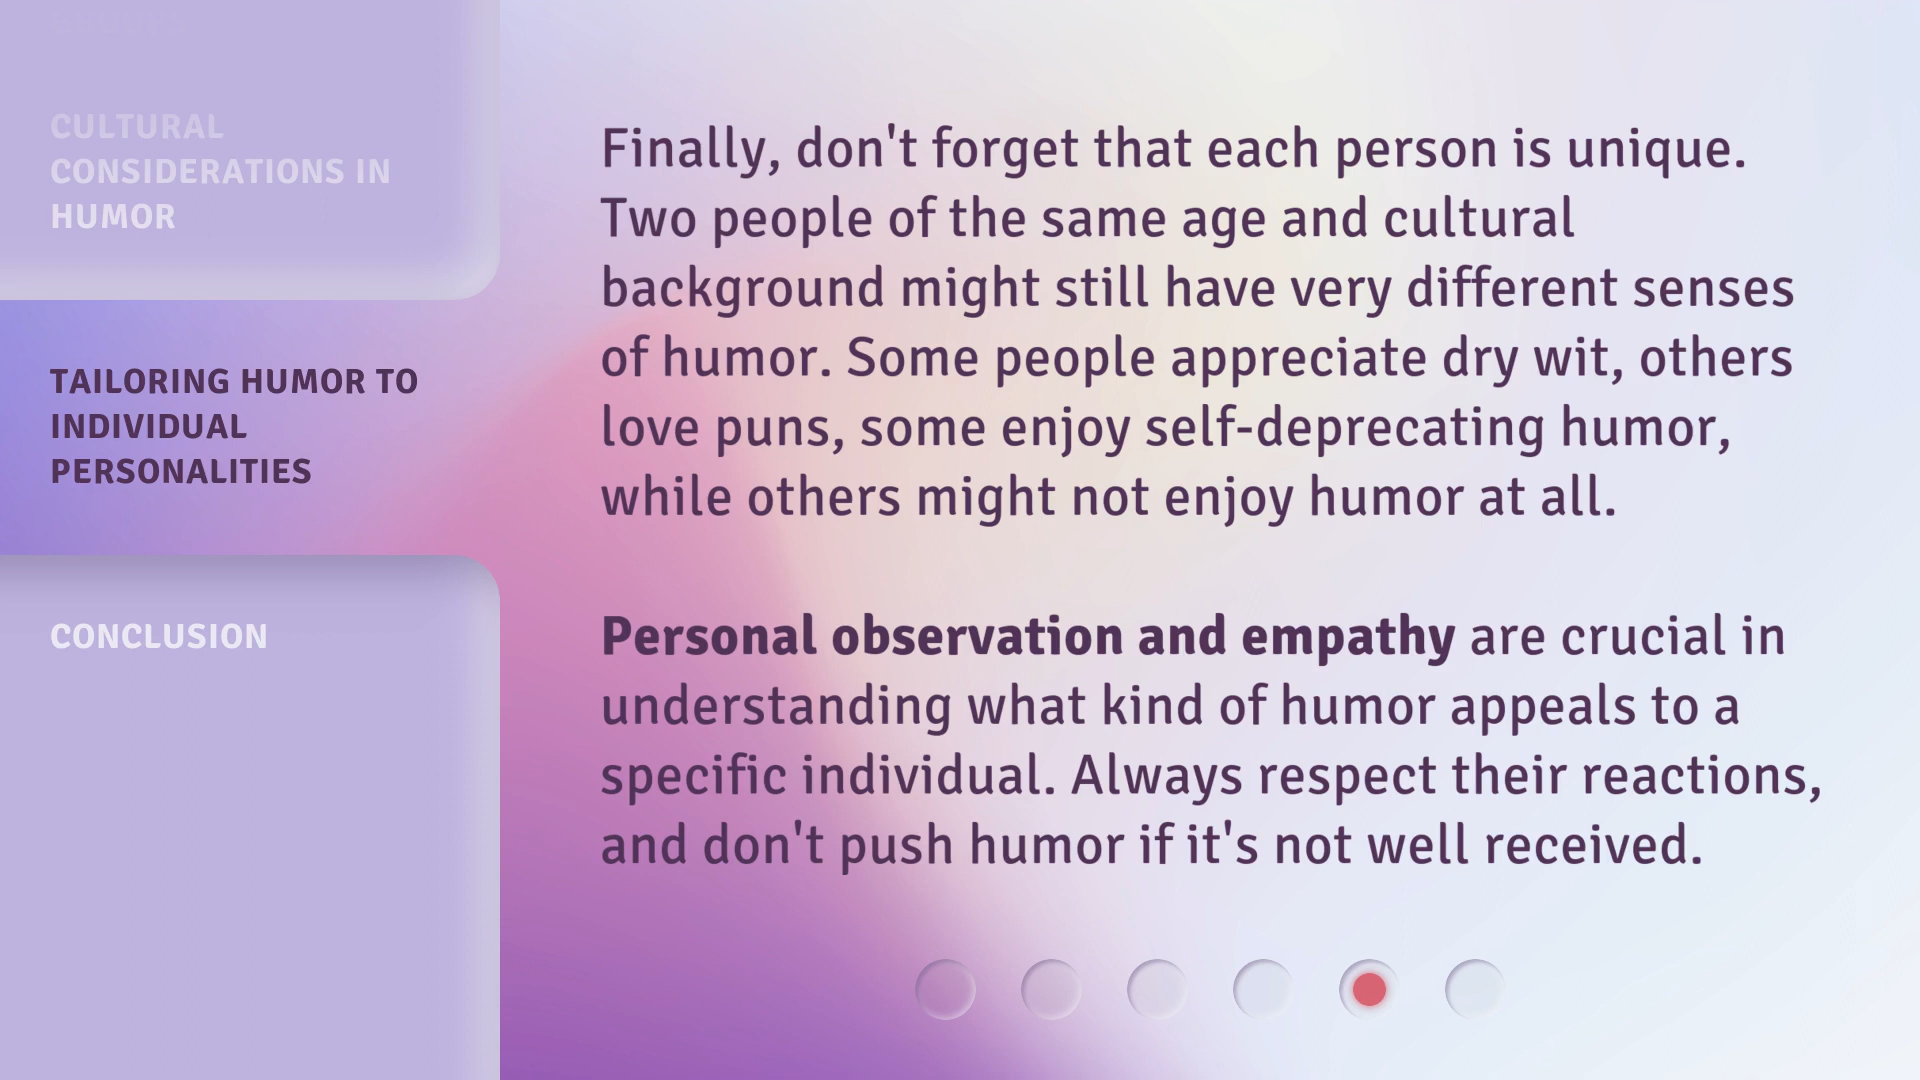 CULTURAL
CONSIDERATIONS IN
HUMOR
TAILORING HUMOR TO
INDIVIDUAL
PERSONALITIES
CONCLUSION
Finally, don't forget that each person is unique.
Two people of the same age and cultural
background might still have very different senses
of humor. Some people appreciate dry wit, others
love puns, some enjoy self-deprecating humor,
while others might not enjoy humor at all.
Personal observation and empathy are crucial in
understanding what kind of humor appeals to a
specific individual. Always respect their reactions,
and don't push humor if it's not well received.